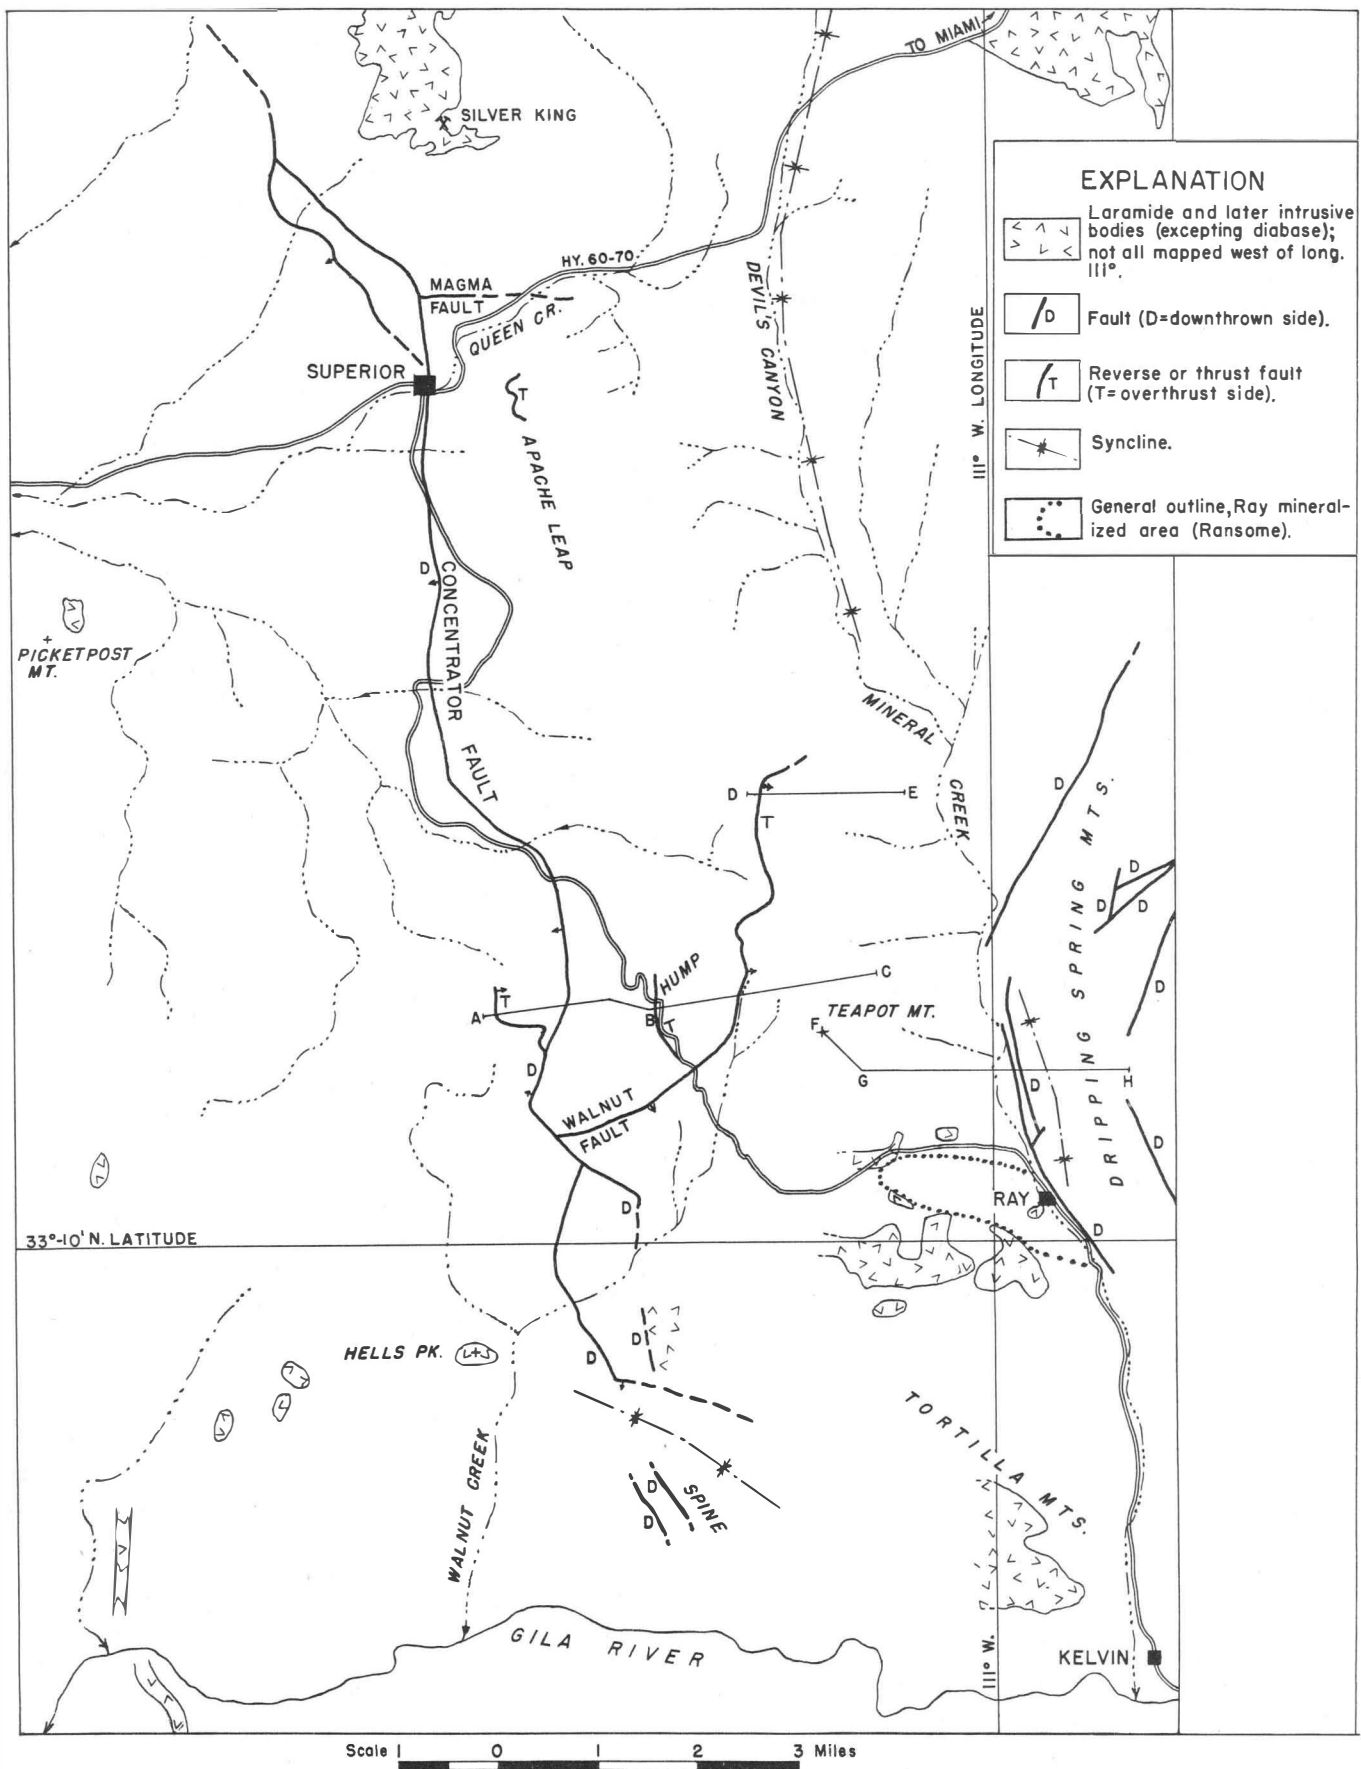 TO MIAMI
SILVER KING
EXPLANATION
Laramide and later intrusive
bodies (excepting diabase);
not all mapped west of long.
111°.
D
Fault (D=downthrown side).
T
Reverse or thrust fault
(T=overthrust side).
Syncline.
General outline, Ray mineral-
ized area (Ransome).
HY. 60-70
MAGMA
FAULT
QUEEN CR.
DEVIL'S CANYON
111° W. LONGITUDE
SUPERIOR
T
APACHE LEAP
D
CONCENTRATOR
FAULT
PICKETPOST
MT.
MINERAL
CREEK
D
E
T
D
DRIPPING SPRING MTS.
D
D
D
D
HUMP
C
T
A
B
T
TEAPOT MT.
F
G
H
D
D
D
WALNUT
FAULT
D
RAY
D
33°-10' N. LATITUDE
HELLS PK.
D
D
TORTILLA MTS.
WALNUT CREEK
D
D
SPINE
GILA RIVER
111° W.
KELVIN
Scale 1 0 1 2 3 Miles